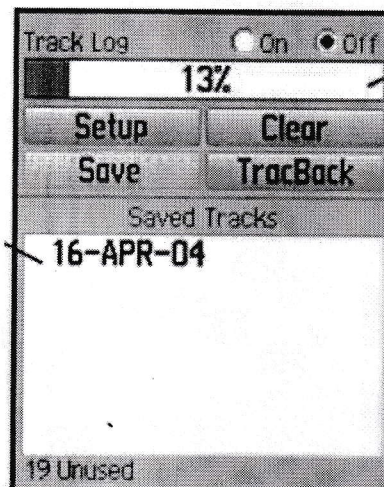 Track Log On Off
13%
Setup Clear
Save TracBack
Saved Tracks
16-APR-04
19 Unused